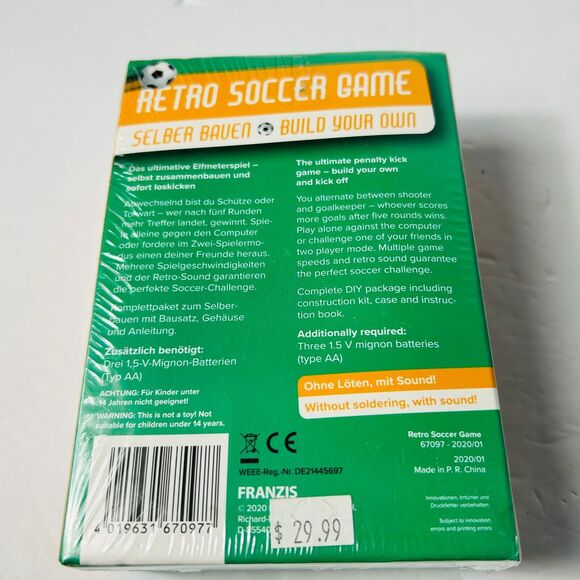 RETRO SOCCER GAME
SELBER BAUEN BUILD YOUR OWN
Das ultimative Elfmeterspiel –
selbst zusammenbauen und
sofort loskicken
Abwechselnd bist du Schütze oder
Torwart – wer nach fünf Runden
mehr Treffer landet, gewinnt. Spie-
le alleine gegen den Computer
oder fordere im Zwei-Spielermo-
dus einen deiner Freunde heraus.
Mehrere Spielgeschwindigkeiten
und der Retro-Sound garantieren
die perfekte Soccer-Challenge.
Komplettpaket zum Selber-
bauen mit Bausatz, Gehäuse
und Anleitung.
Zusätzlich benötigt:
Drei 1,5-V-Mignon-Batterien
(Typ AA)
ACHTUNG: Für Kinder unter
14 Jahren nicht geeignet!
WARNING: This is not a toy! Not
suitable for children under 14 years.
The ultimate penalty kick
game – build your own
and kick off
You alternate between shooter
and goalkeeper – whoever scores
more goals after five rounds wins.
Play alone against the computer
or challenge one of your friends in
two player mode. Multiple game
speeds and retro sound guarantee
the perfect soccer challenge.
Complete DIY package including
construction kit, case and instruc-
tion book.
Additionally required:
Three 1.5 V mignon batteries
(type AA)
Ohne Löten, mit Sound!
Without soldering, with sound!
CE
WEEE-Reg.-Nr. DE21445697
Retro Soccer Game
67097 - 2020/01
2020/01
Made in P. R. China
4 019631 670977
FRANZIS
© 2020
Richard-
$ 29.99
Innovationen, Irrtümer und
Druckfehler vorbehalten.
Subject to innovation,
errors and printing errors.